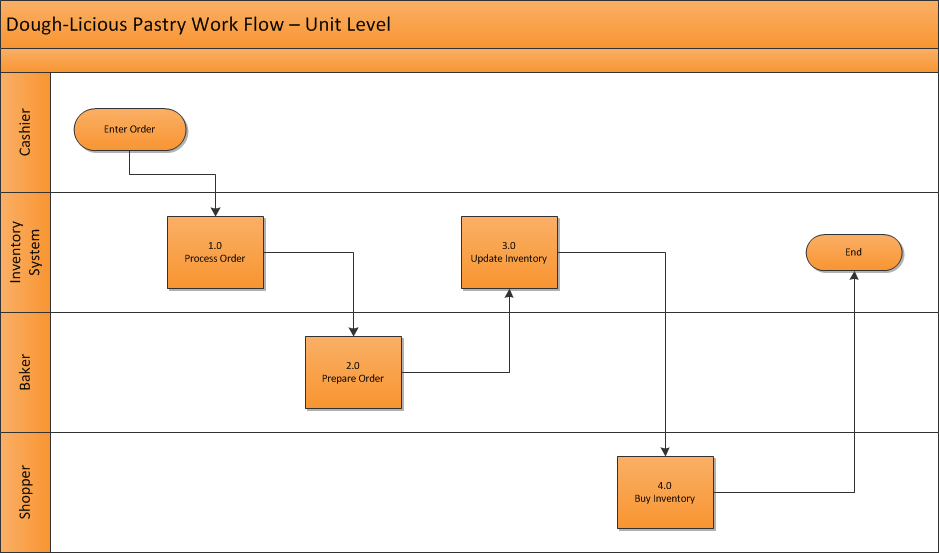 Dough-Licious Pastry Work Flow – Unit Level
Cashier
Enter Order
Inventory
System
1.0
Process Order
3.0
Update Inventory
End
Baker
2.0
Prepare Order
Shopper
4.0
Buy Inventory